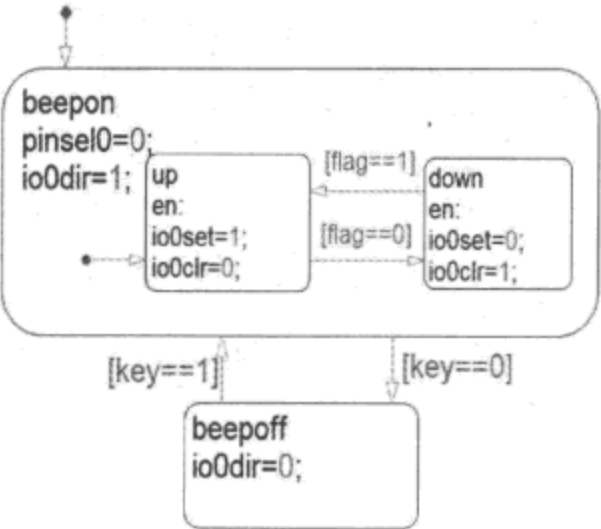 beepon
pinsel0=0;
io0dir=1;
up
en:
io0set=1;
io0clr=0;
[flag==1]
[flag==0]
down
en:
io0set=0;
io0clr=1;
[key==1]
[key==0]
beepoff
io0dir=0;